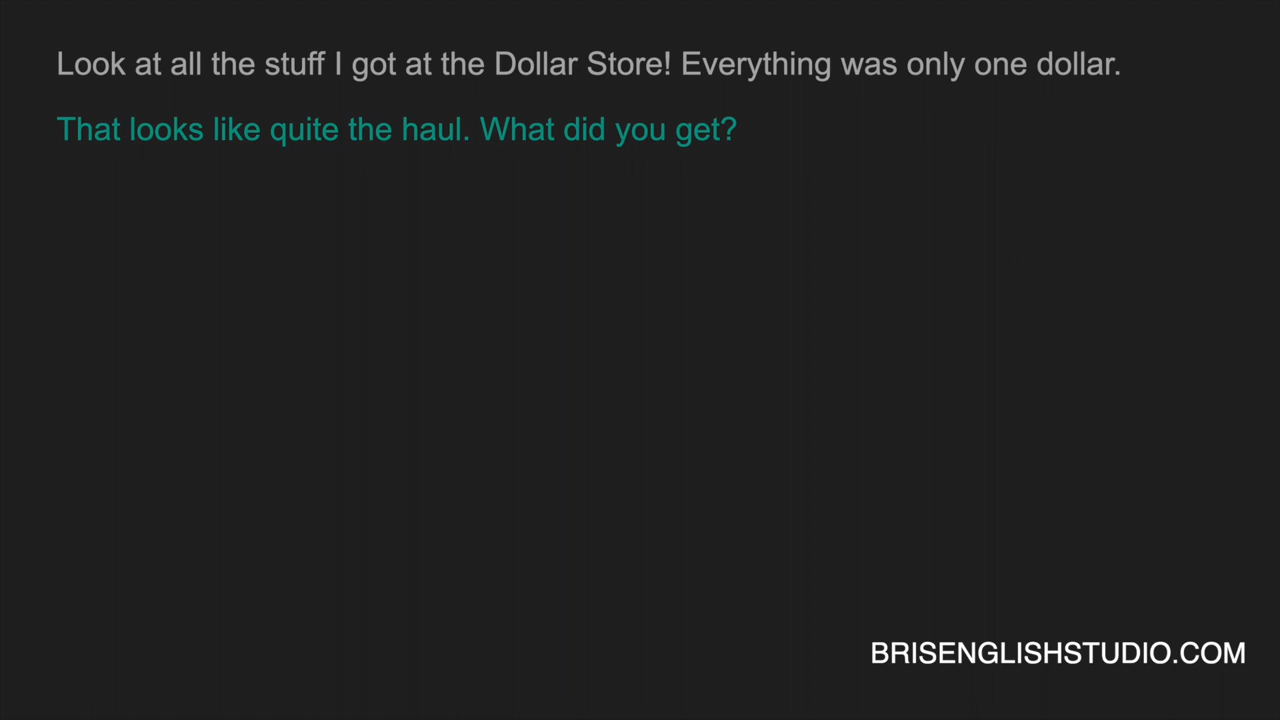 Look at all the stuff I got at the Dollar Store! Everything was only one dollar.
That looks like quite the haul. What did you get?
BRISENGLISHSTUDIO.COM